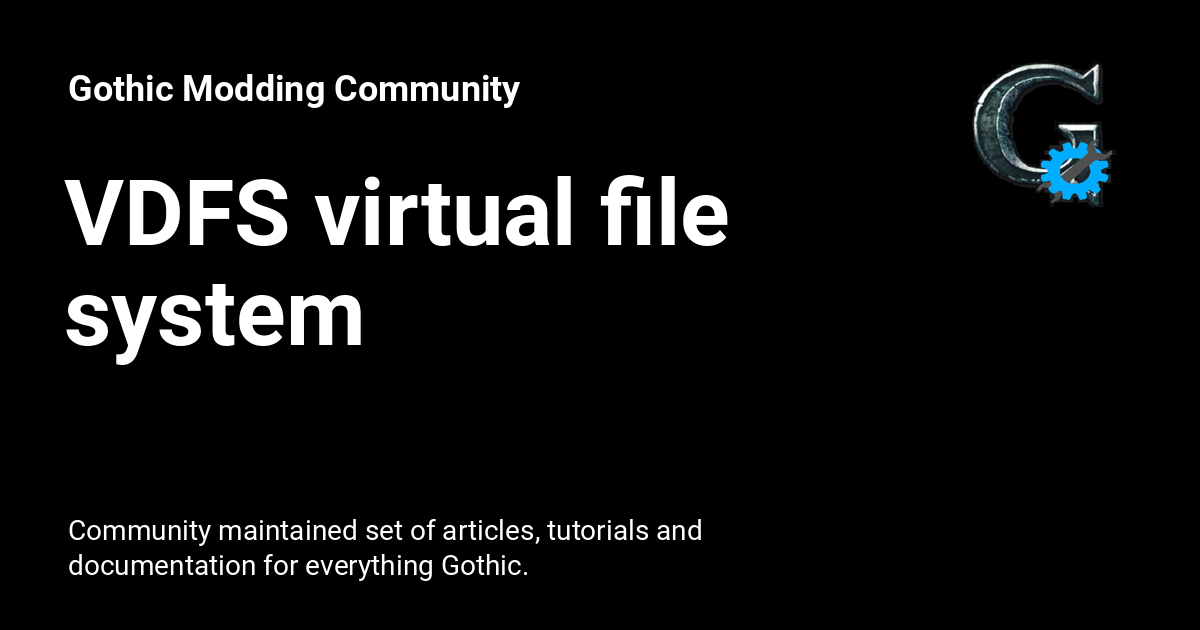 Gothic Modding Community
VDFS virtual file
system
Community maintained set of articles, tutorials and
documentation for everything Gothic.
G